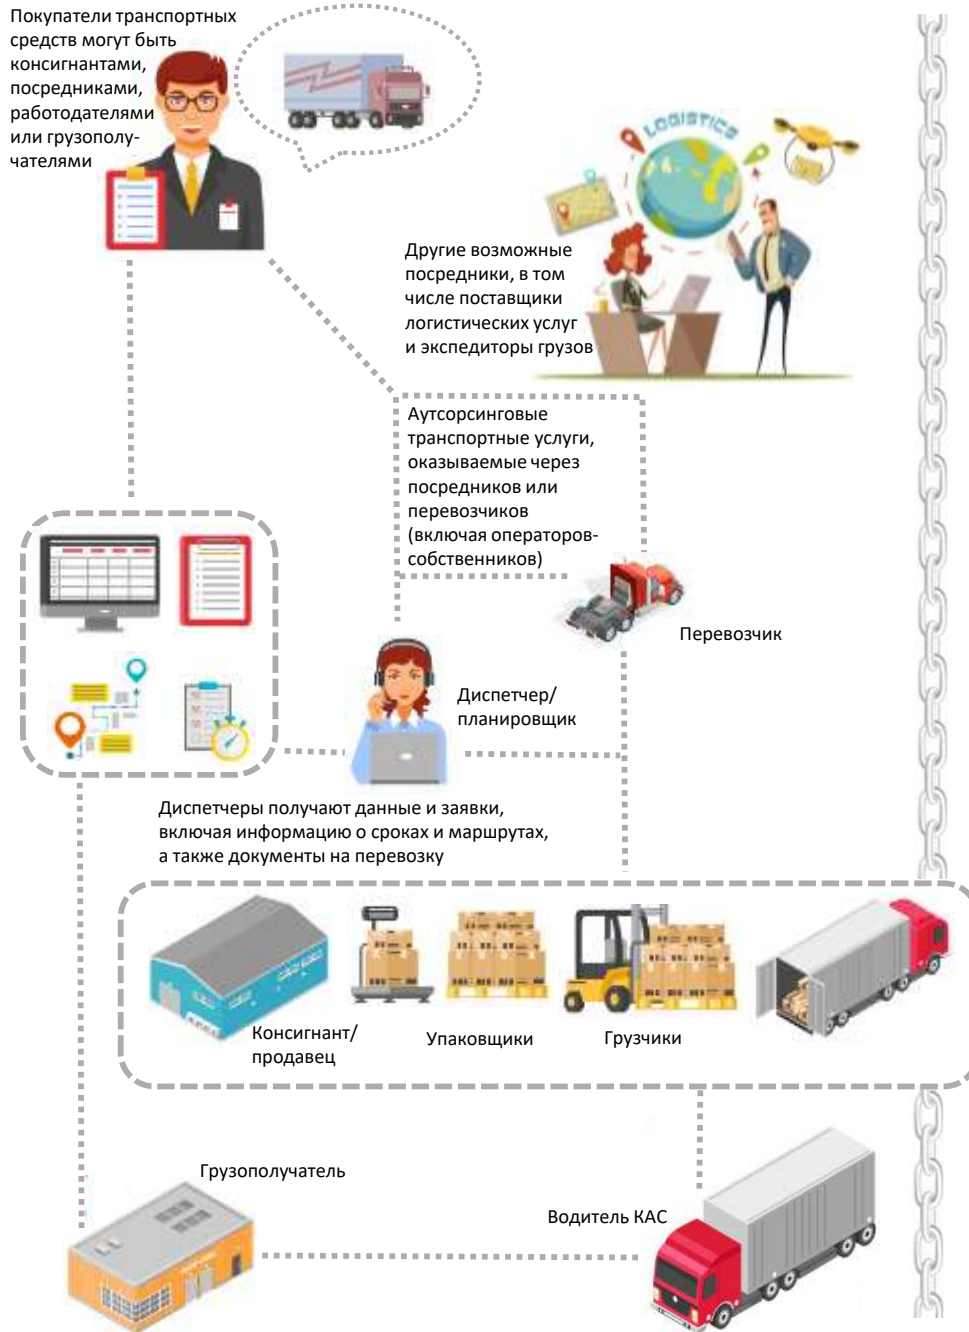 Покупатели транспортных
средств могут быть
консигнантами,
посредниками,
работодателями
или грузополу-
чателями
LOGISTICS
Другие возможные
посредники, в том
числе поставщики
логистических услуг
и экспедиторы грузов
Аутсорсинговые
транспортные услуги,
оказываемые через
посредников или
перевозчиков
(включая операторов-
собственников)
Перевозчик
Диспетчер/
планировщик
Диспетчеры получают данные и заявки,
включая информацию о сроках и маршрутах,
а также документы на перевозку
Консигнант/
продавец
Упаковщики
Грузчики
Грузополучатель
Водитель КАС